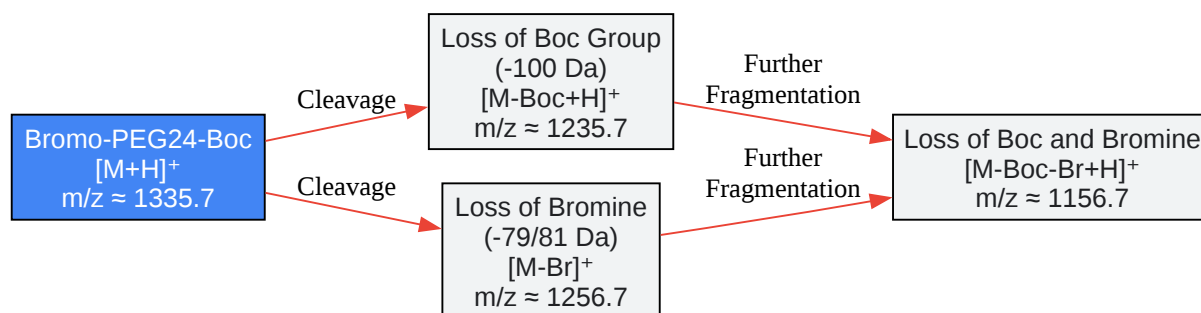 Bromo-PEG24-Boc
[M+H]⁺
m/z ≈ 1335.7
Cleavage
Cleavage
Loss of Boc Group
(-100 Da)
[M-Boc+H]⁺
m/z ≈ 1235.7
Loss of Bromine
(-79/81 Da)
[M-Br]⁺
m/z ≈ 1256.7
Further
Fragmentation
Further
Fragmentation
Loss of Boc and Bromine
[M-Boc-Br+H]⁺
m/z ≈ 1156.7